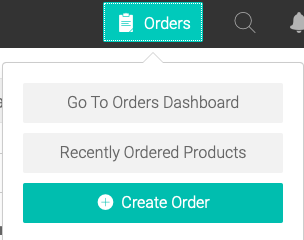 Orders
Go To Orders Dashboard
Recently Ordered Products
Create Order